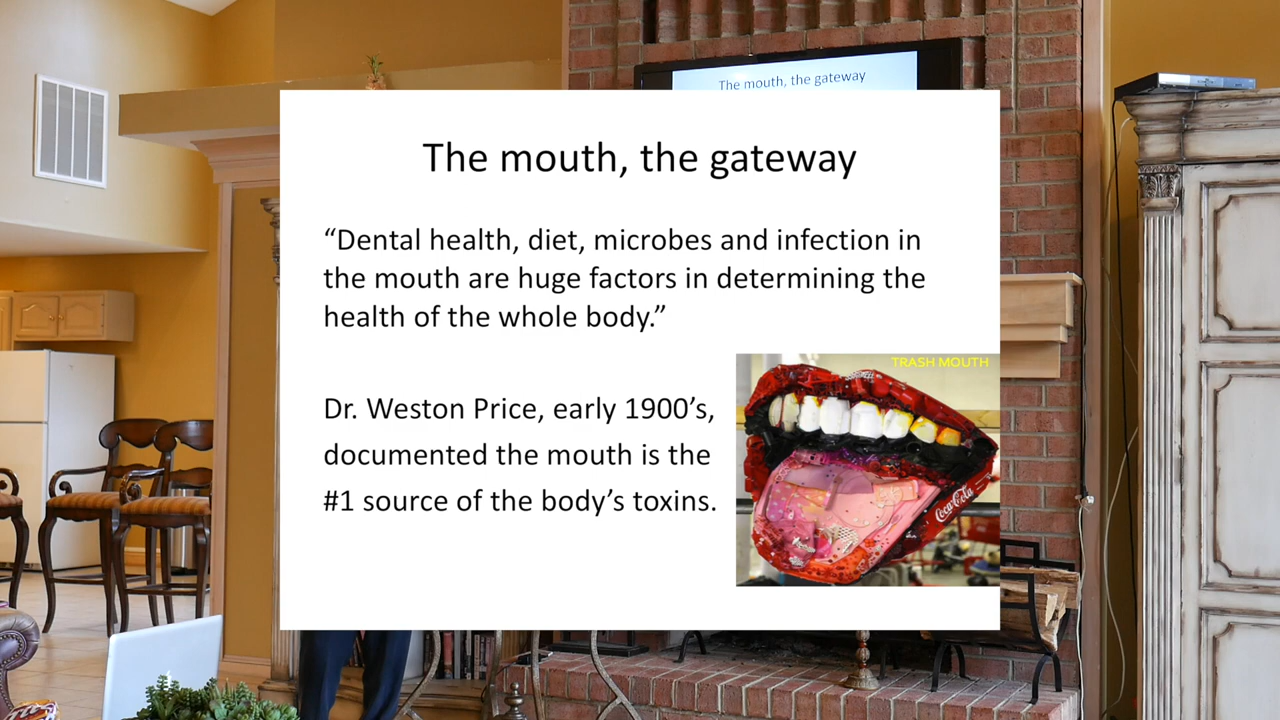 The mouth, the gateway
The mouth, the gateway
“Dental health, diet, microbes and infection in
the mouth are huge factors in determining the
health of the whole body.”
TRASH MOUTH
Dr. Weston Price, early 1900’s,
documented the mouth is the
#1 source of the body’s toxins.
Coca-Cola